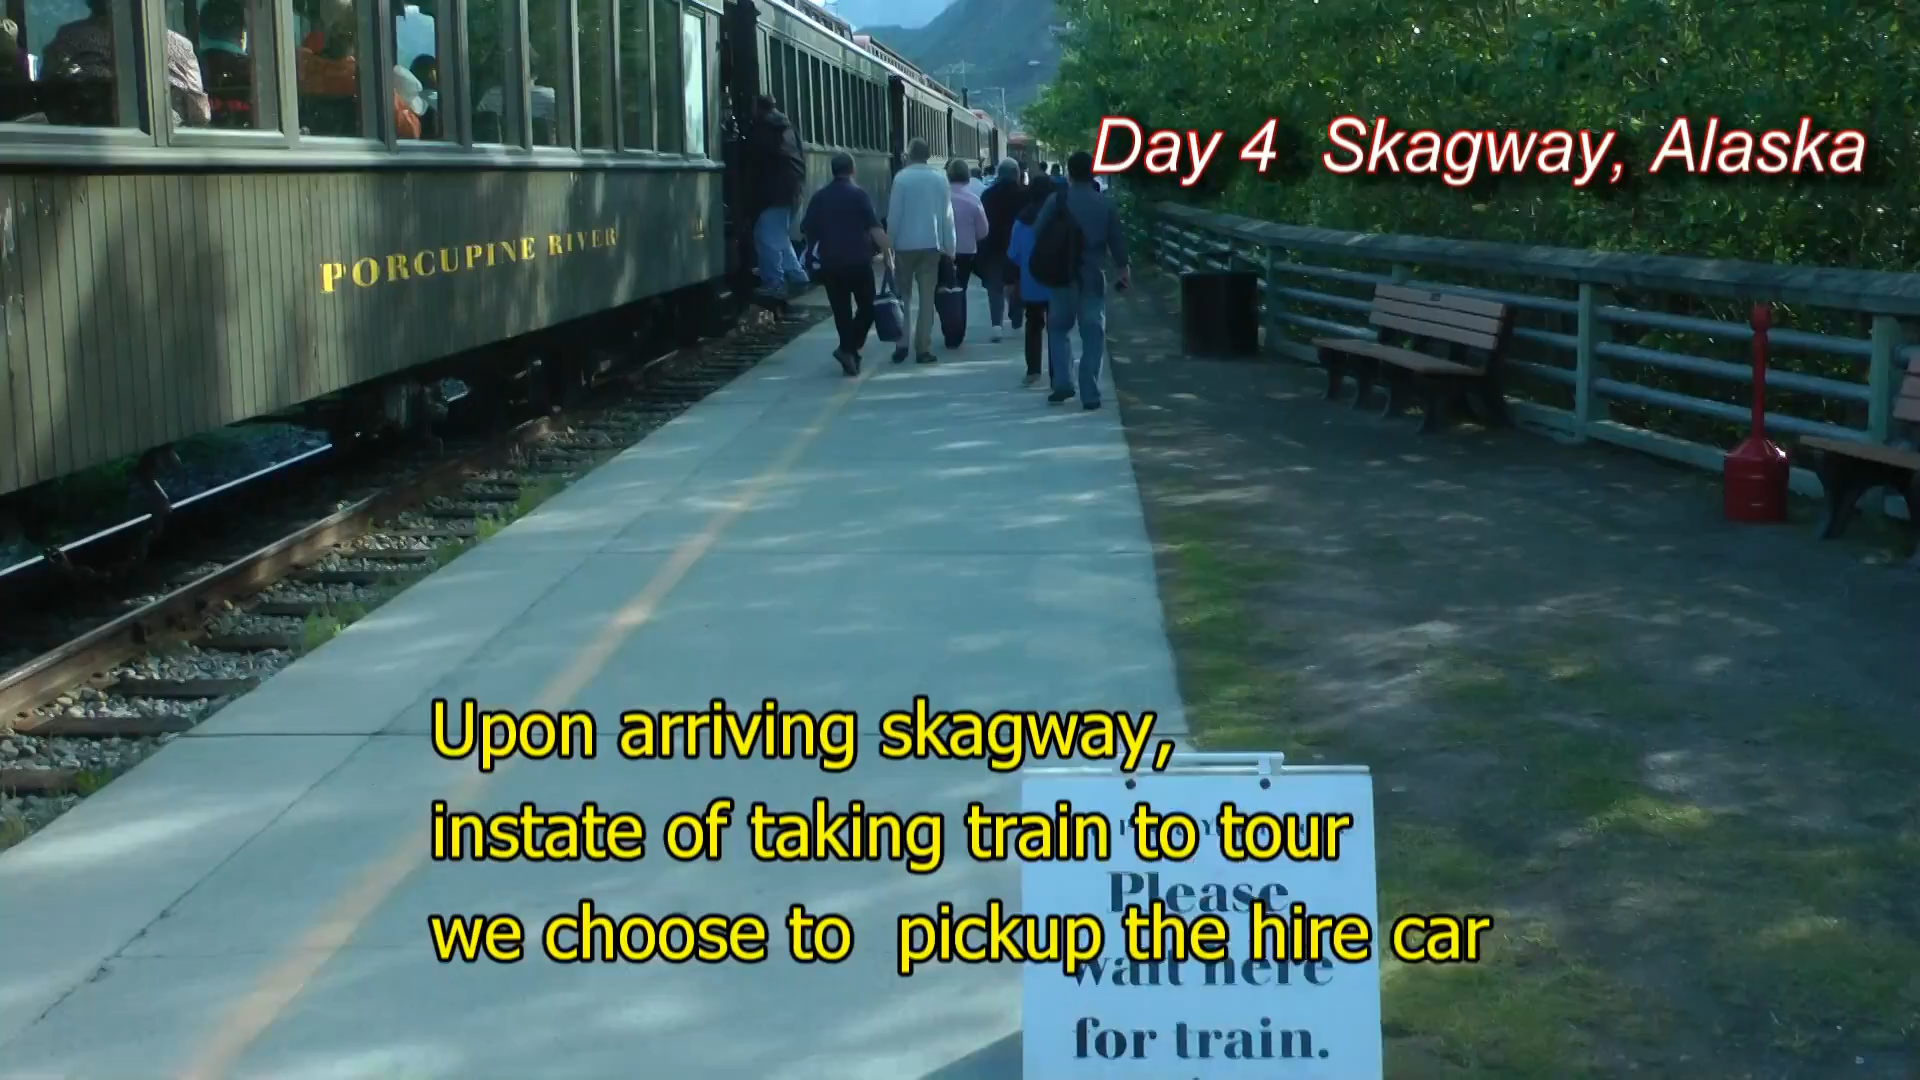 Day 4 Skagway, Alaska
PORCUPINE RIVER
Upon arriving skagway,
instate of taking train to tour
we choose to pickup the hire car
Please
wait here
for train.